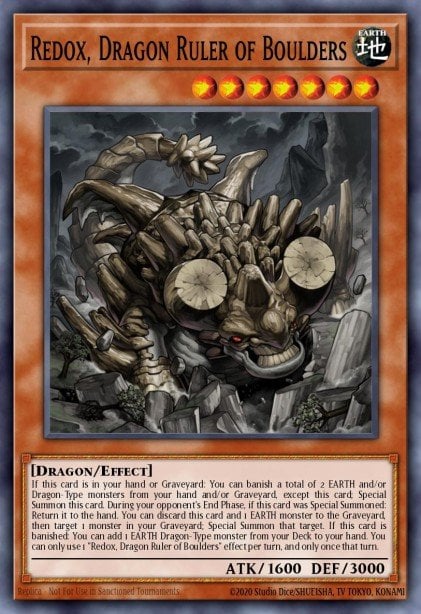 Redox, Dragon Ruler of Boulders
EARTH
地
[Dragon/Effect]
If this card is in your hand or Graveyard: You can banish a total of 2 EARTH and/or
Dragon-Type monsters from your hand and/or Graveyard, except this card; Special
Summon this card. During your opponent's End Phase, if this card was Special Summoned:
Return it to the hand. You can discard this card and 1 EARTH monster to the Graveyard,
then target 1 monster in your Graveyard; Special Summon that target. If this card is
banished: You can add 1 EARTH Dragon-Type monster from your Deck to your hand. You
can only use 1 "Redox, Dragon Ruler of Boulders" effect per turn, and only once that turn.
ATK/1600 DEF/3000
Replica - Not For Use in Sanctioned Tournaments
©2020 Studio Dice/SHUEISHA, TV TOKYO, KONAMI